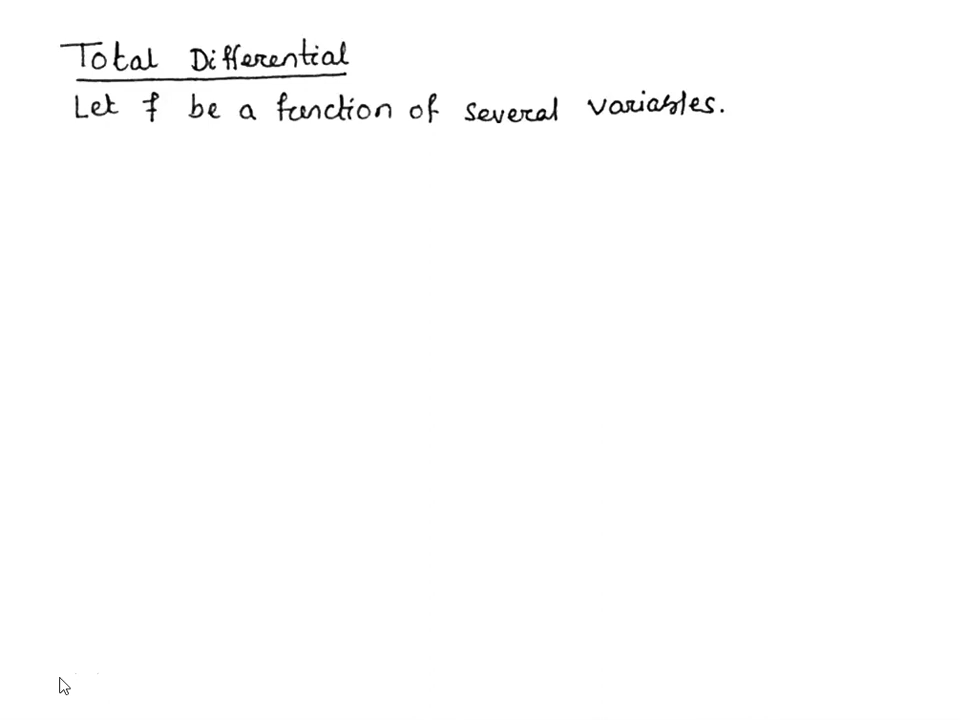 Total Differential
Let f be a function of several variables.